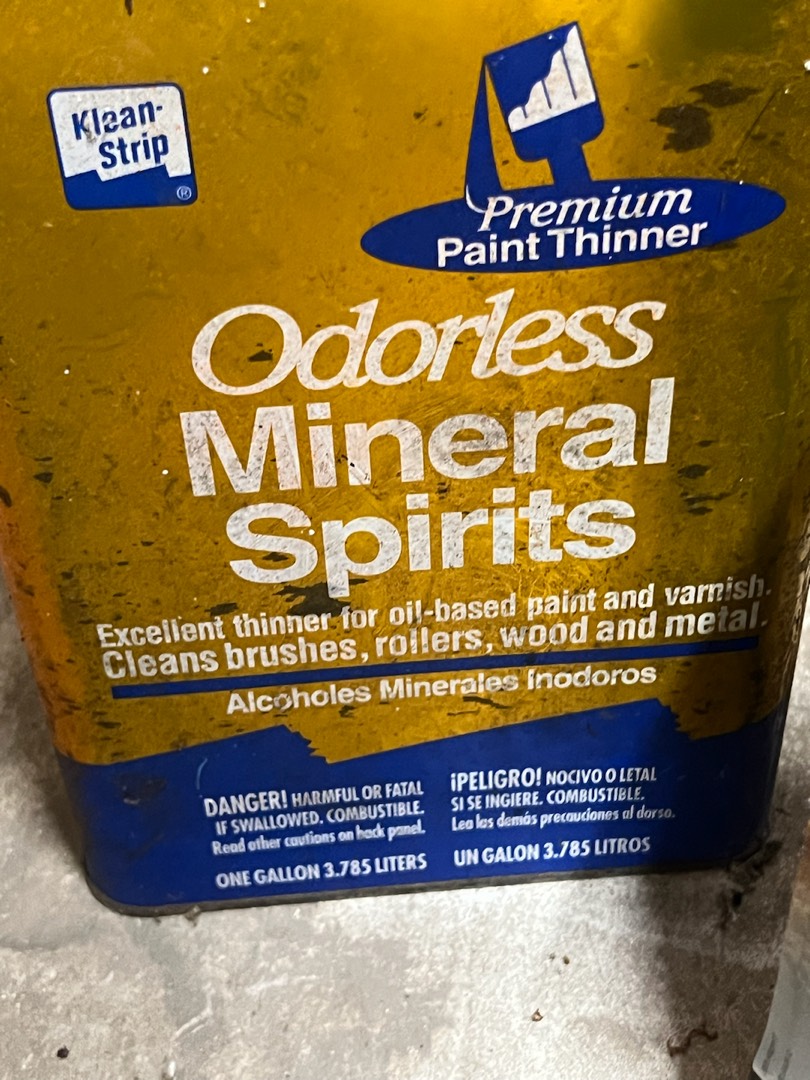 Klean-
Strip
®
Premium
Paint Thinner
Odorless
Mineral
Spirits
Excellent thinner for oil-based paint and varnish.
Cleans brushes, rollers, wood and metal.
Alcoholes Minerales Inodoros
DANGER! HARMFUL OR FATAL
IF SWALLOWED. COMBUSTIBLE.
Read other cautions on back panel.
ONE GALLON 3.785 LITERS
¡PELIGRO! NOCIVO O LETAL
SI SE INGIERE. COMBUSTIBLE.
Lea las demás precauciones al dorso.
UN GALON 3.785 LITROS